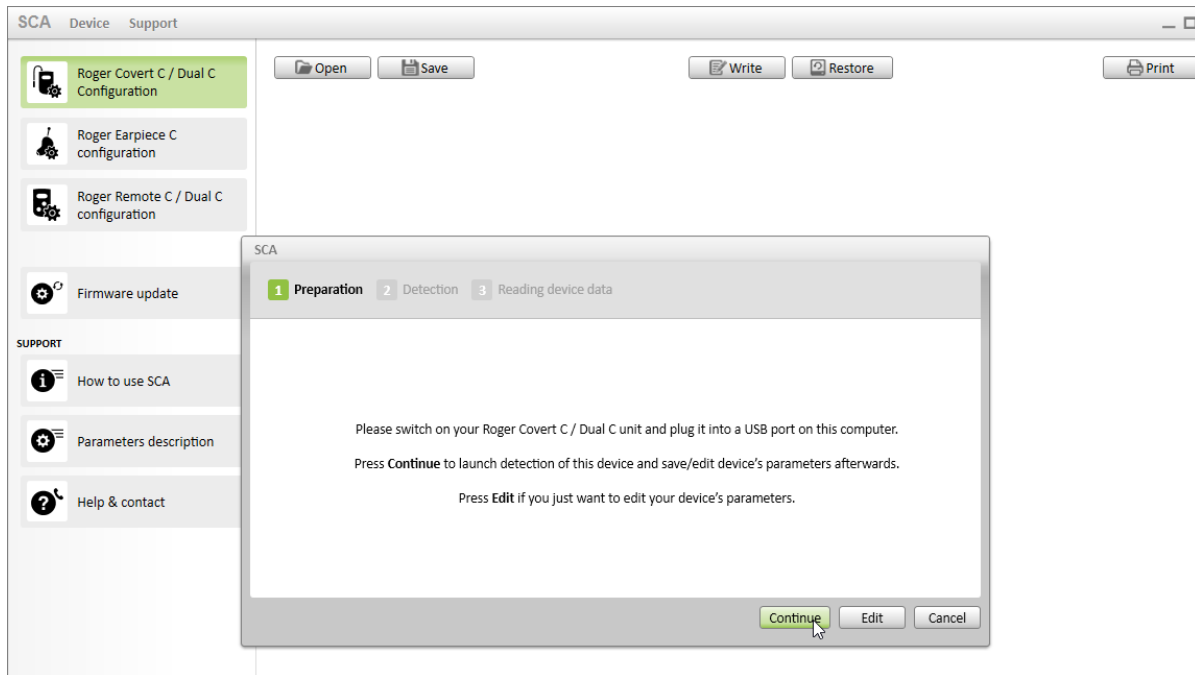 SCA Device Support
Roger Covert C / Dual C
Configuration
Roger Earpiece C
configuration
Roger Remote C / Dual C
configuration
Firmware update
SUPPORT
How to use SCA
Parameters description
Help & contact
Open Save Write Restore Print
SCA
1 Preparation 2 Detection 3 Reading device data
Please switch on your Roger Covert C / Dual C unit and plug it into a USB port on this computer.
Press Continue to launch detection of this device and save/edit device’s parameters afterwards.
Press Edit if you just want to edit your device’s parameters.
Continue Edit Cancel